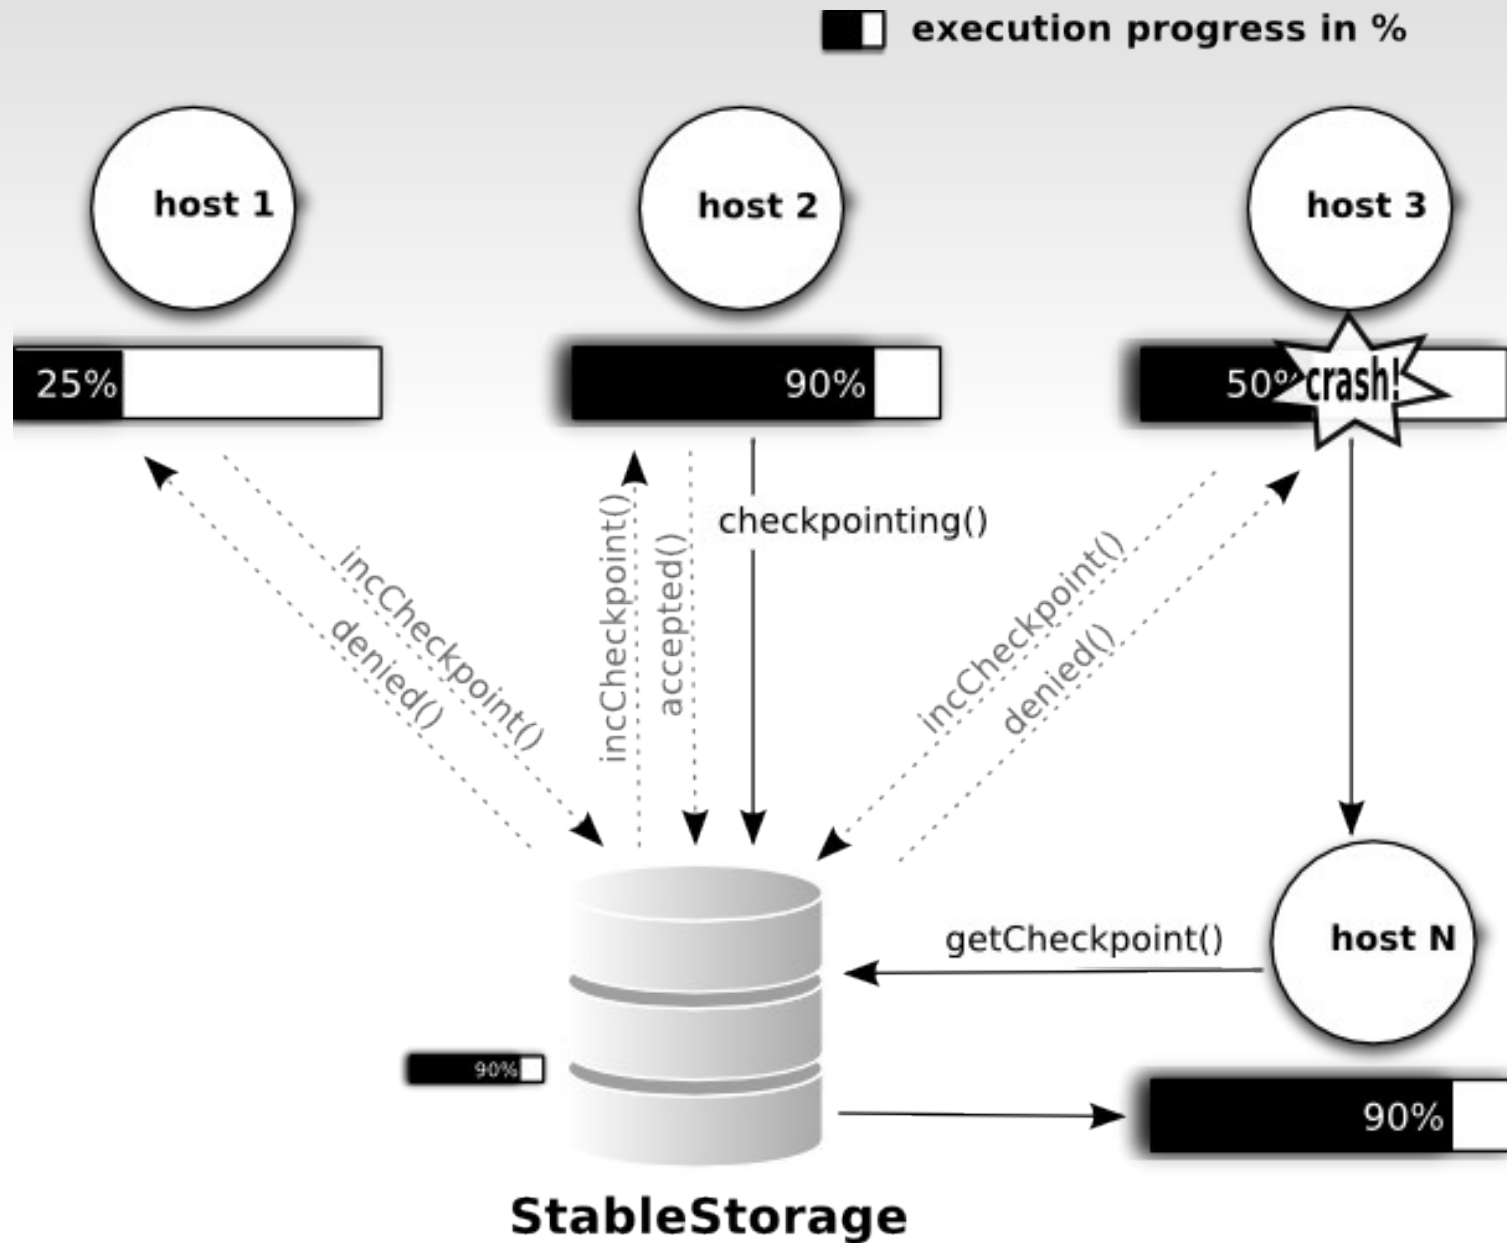 execution progress in %
host 1
host 2
host 3
25%
90%
50%
crash!
checkpointing()
incCheckpoint()
denied()
incCheckpoint()
accepted()
incCheckpoint()
denied()
getCheckpoint()
host N
90%
90%
StableStorage